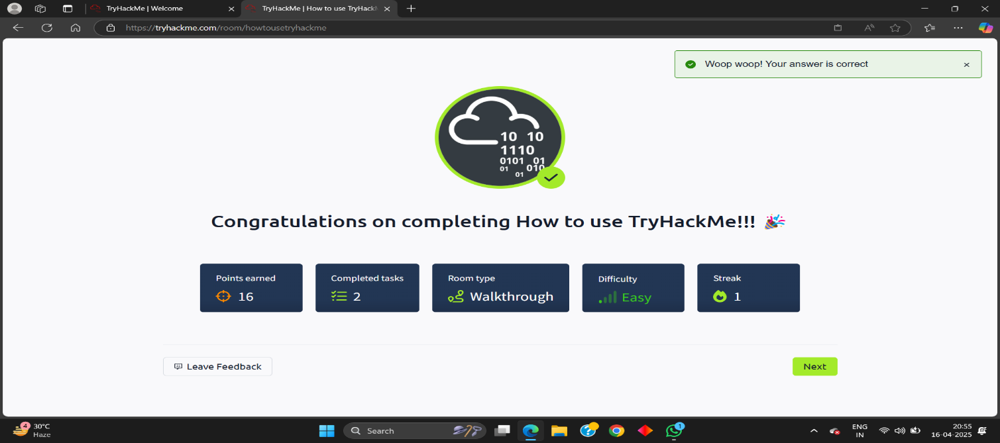 TryHackMe | Welcome
TryHackMe | How to use TryHackM
https://tryhackme.com/room/howtousetryhackme
Woop woop! Your answer is correct
10 10
1110
0101 01
01 010
01
Congratulations on completing How to use TryHackMe!!!
Points earned
16
Completed tasks
2
Room type
Walkthrough
Difficulty
Easy
Streak
1
Leave Feedback
Next
4
30°C
Haze
Search
1
ENG
IN
20:55
16-04-2025